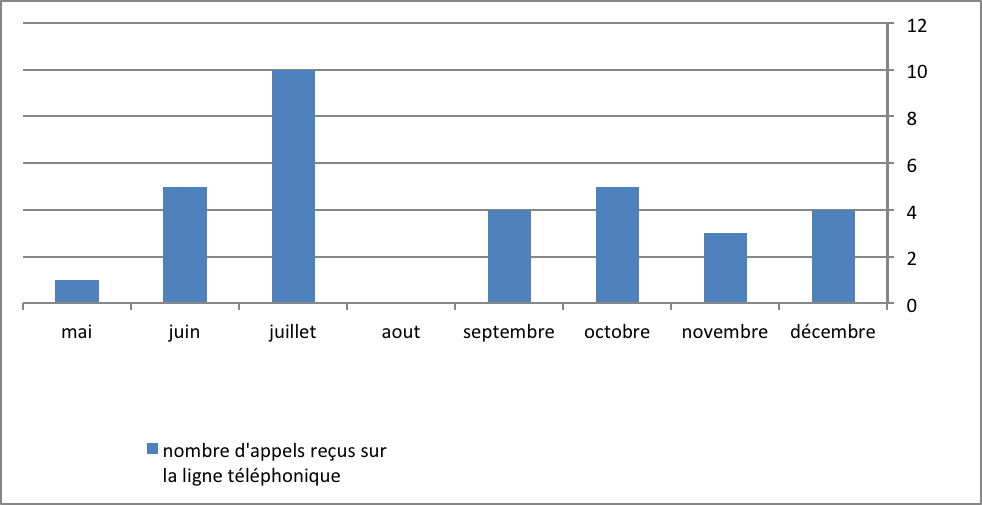 12
10
8
6
4
2
0
mai juin juillet aout septembre octobre novembre décembre
nombre d'appels reçus sur
la ligne téléphonique